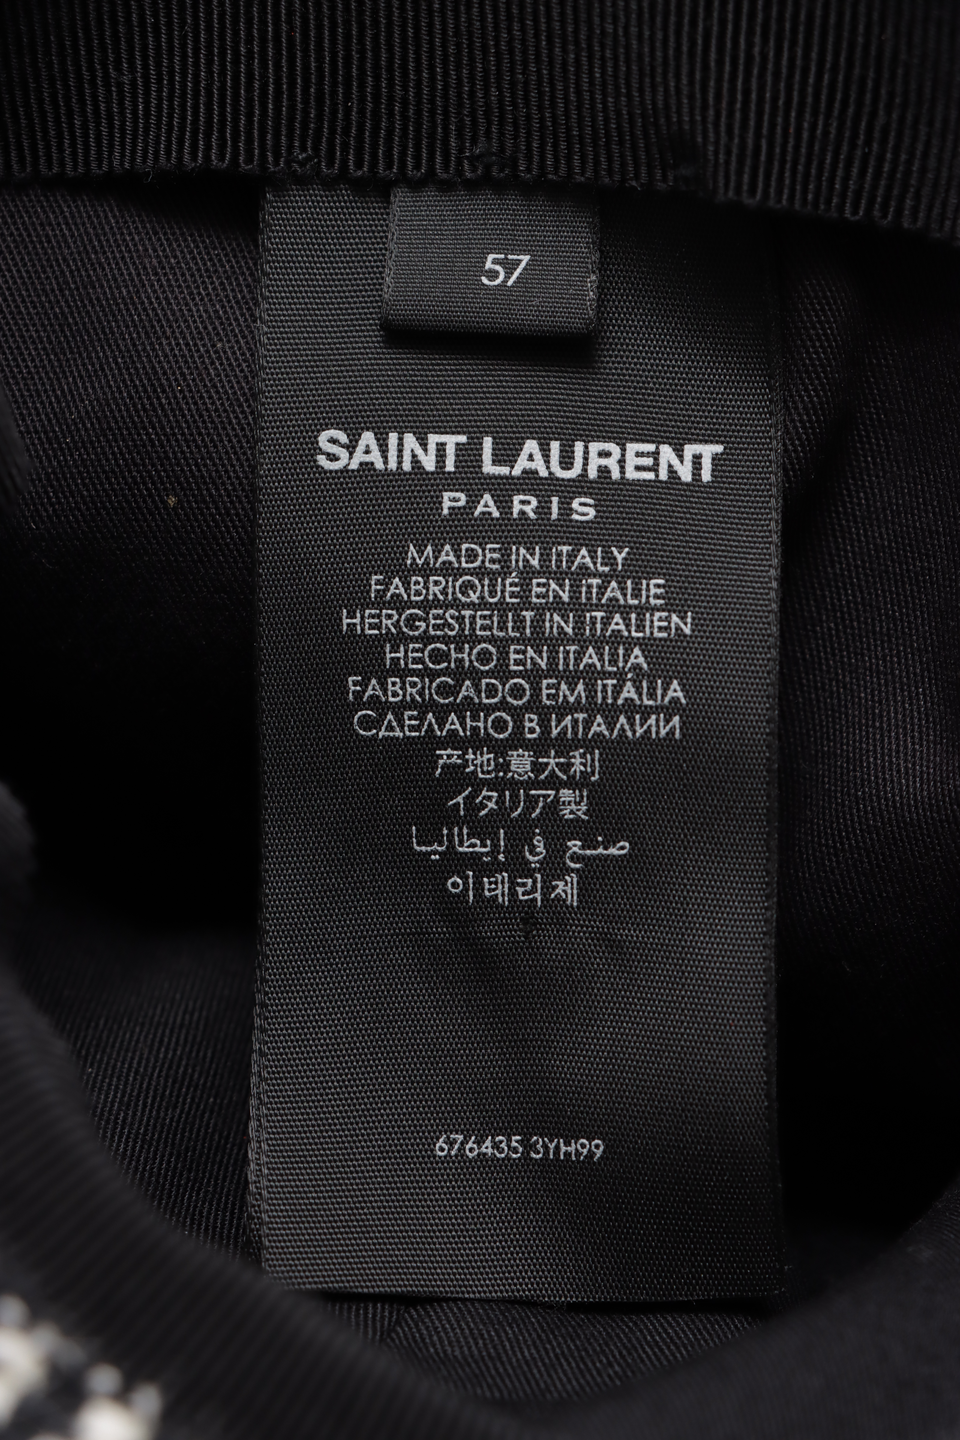 57
SAINT LAURENT
PARIS
MADE IN ITALY
FABRIQUÉ EN ITALIE
HERGESTELLT IN ITALIEN
HECHO EN ITALIA
FABRICADO EM ITÁLIA
СДЕЛАНО В ИТАЛИИ
产地:意大利
イタリア製
صنع في إيطاليا
이태리제
676435 3YH99